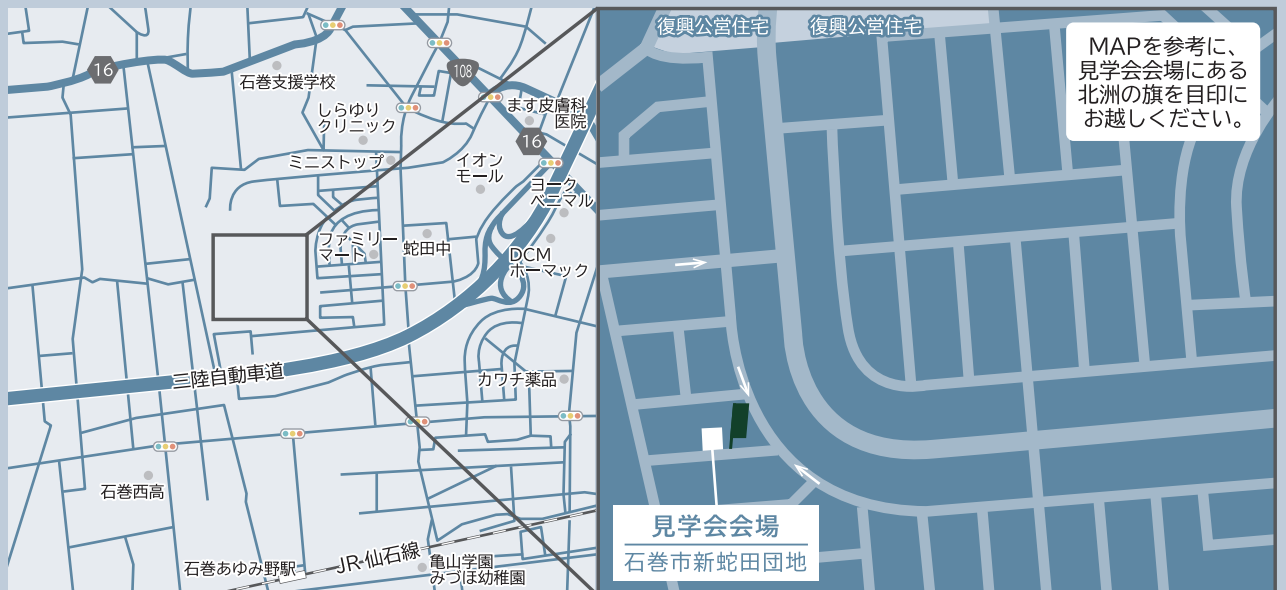 16
石巻支援学校
108
しらゆり
クリニック
ます皮膚科
医院
16
ミニストップ
イオン
モール
ヨーク
ベニマル
ファミリー
マート
蛇田中
DCM
ホーマック
三陸自動車道
カワチ薬品
石巻西高
石巻あゆみ野駅
JR仙石線
亀山学園
みづほ幼稚園
復興公営住宅
復興公営住宅
MAPを参考に、
見学会会場にある
北洲の旗を目印に
お越しください。
見学会会場
石巻市新蛇田団地